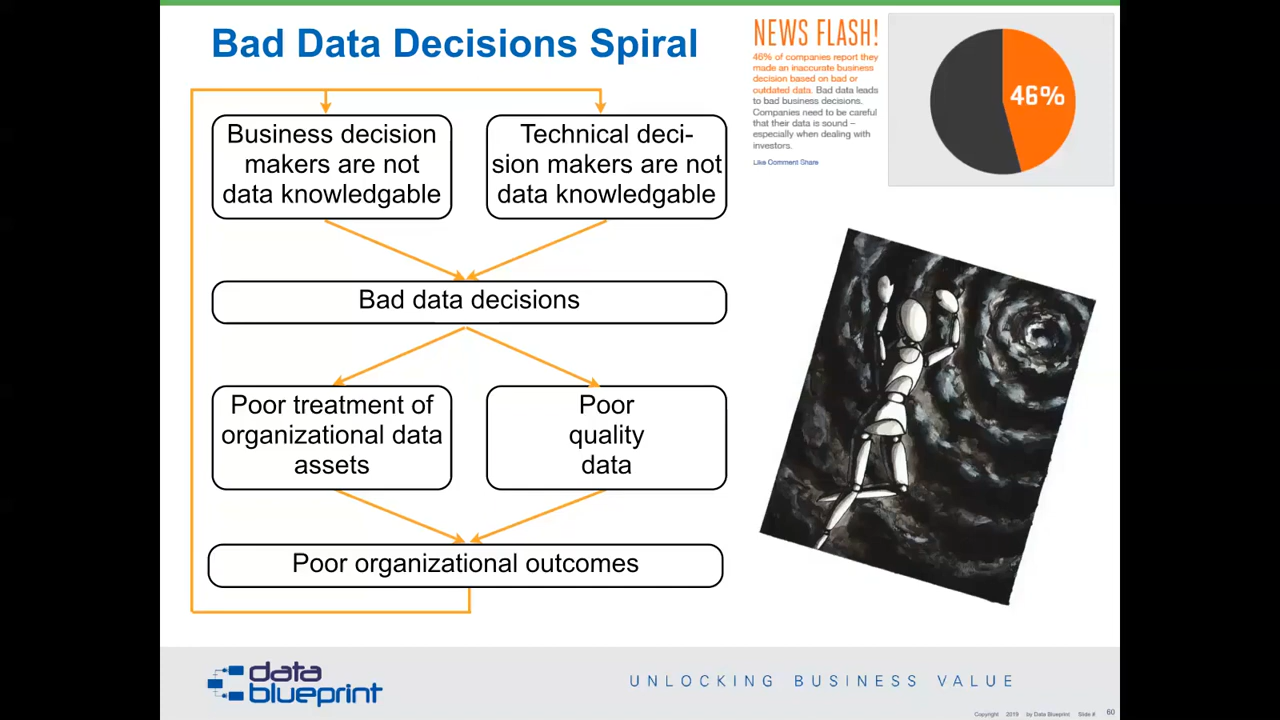 Bad Data Decisions Spiral
NEWS FLASH!
46% of companies report they
made an inaccurate business
decision based on bad or
outdated data. Bad data leads
to bad business decisions.
Companies need to be careful
that their data is sound –
especially when dealing with
investors.
Like Comment Share
46%
Business decision
makers are not
data knowledgable
Technical deci-
sion makers are not
data knowledgable
Bad data decisions
Poor treatment of
organizational data
assets
Poor
quality
data
Poor organizational outcomes
data
blueprint
UNLOCKING BUSINESS VALUE
Copyright 2019 by Data Blueprint Slide # 60